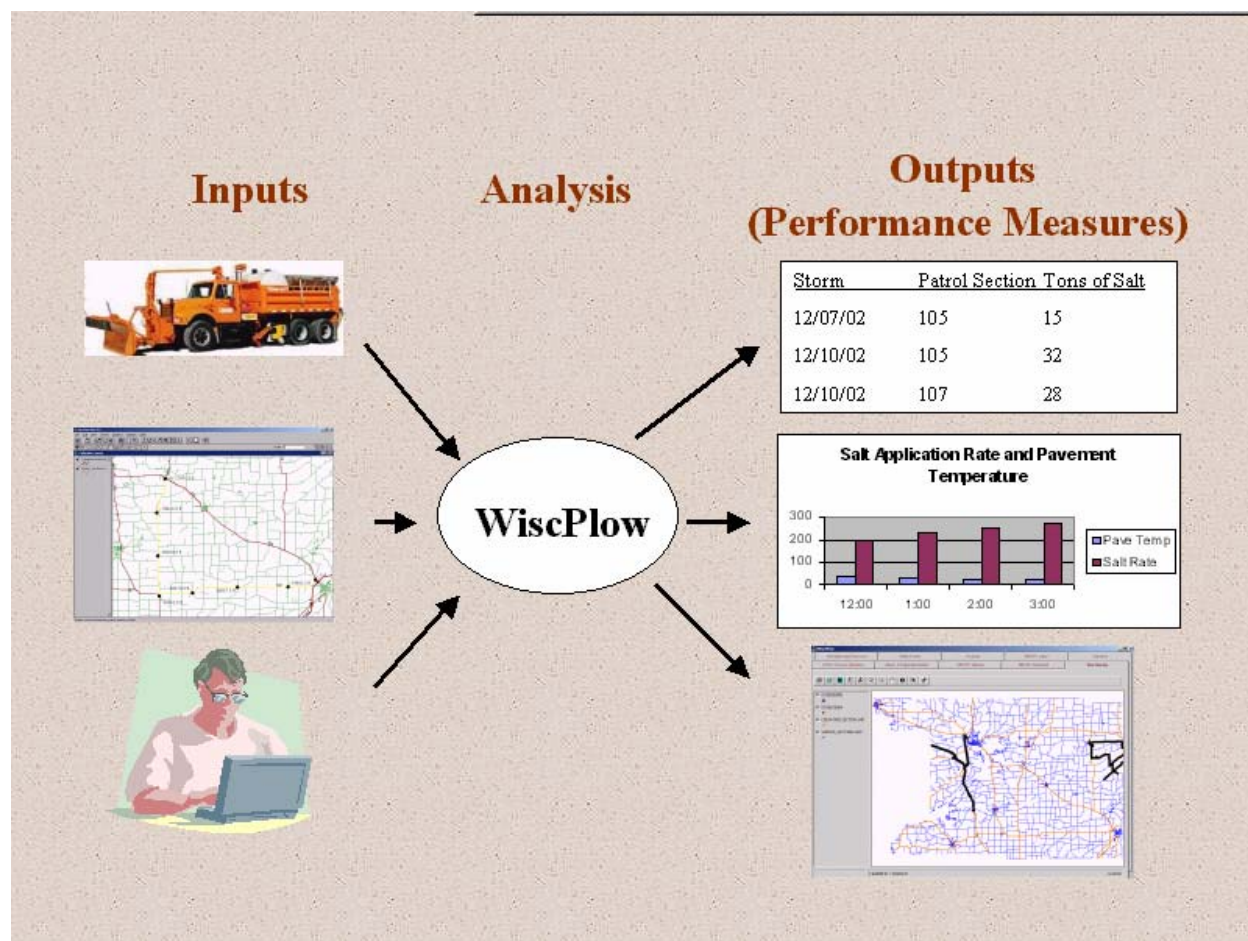 Inputs
Analysis
Outputs
(Performance Measures)
Storm Patrol Section Tons of Salt
12/07/02 105 15
12/10/02 105 32
12/10/02 107 28
WiscPlow
Salt Application Rate and Pavement
Temperature
300
200
100
0
12:00 1:00 2:00 3:00
Pave Temp
Salt Rate